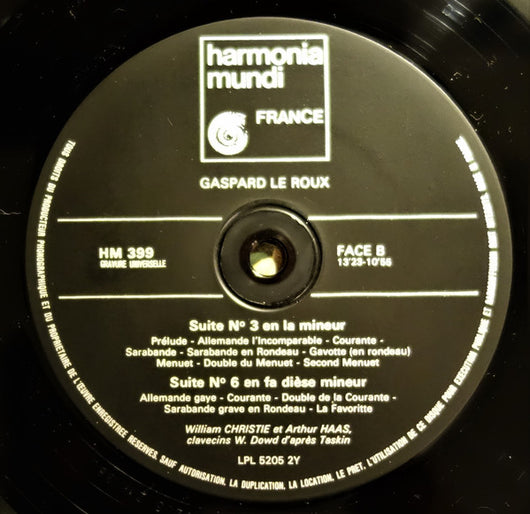 harmonia
mundi
FRANCE
GASPARD LE ROUX
HM 399
GRAVURE UNIVERSELLE
FACE B
13'23-10'56
Suite Nº 3 en la mineur
Prélude - Allemande l'Incomparable - Courante -
Sarabande - Sarabande en Rondeau - Gavotte (en rondeau)
Menuet - Double du Menuet - Second Menuet
Suite Nº 6 en fa dièse mineur
Allemande gaye - Courante - Double de la Courante -
Sarabande grave en Rondeau - La Favoritte
William CHRISTIE et Arthur HAAS,
clavecins W. Dowd d'après Taskin
LPL 5205 2Y
TOUS DROITS DU PRODUCTEUR PHONOGRAPHIQUE ET DU PROPRIETAIRE DE L'ŒUVRE ENREGISTREE RESERVES. SAUF AUTORISATION, LA DUPLICATION, LA LOCATION, LE PRET, L'UTILISATION DE CE DISQUE POUR EXECUTION PUBLIQUE ET